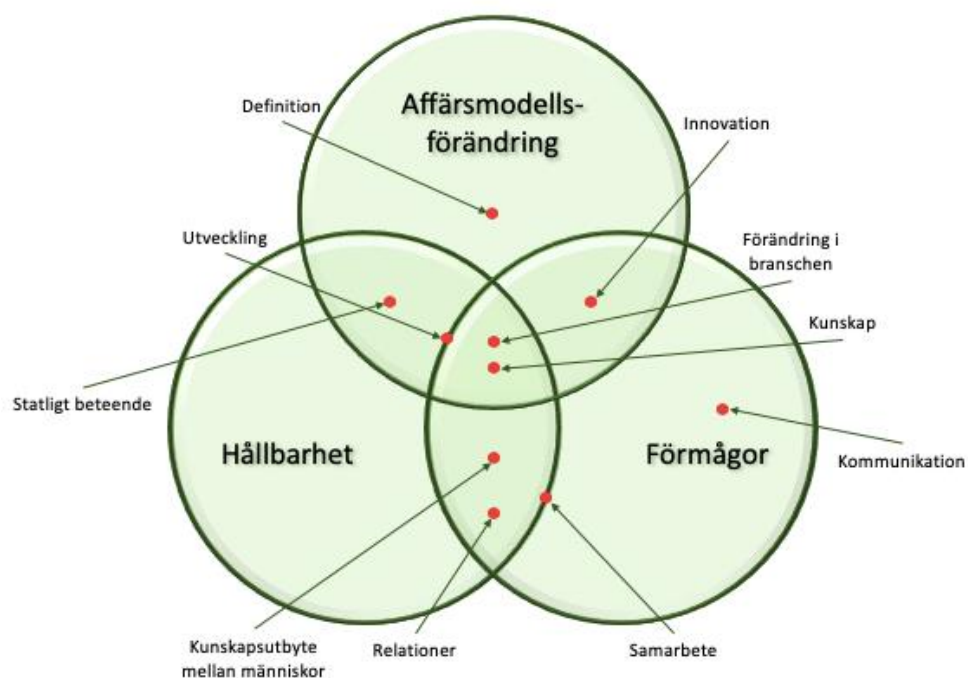 Definition
Affärsmodells-
förändring
Innovation
Utveckling
Förändring i
branschen
Kunskap
Statligt beteende
Hållbarhet
Förmågor
Kommunikation
Kunskapsutbyte
mellan människor
Relationer
Samarbete